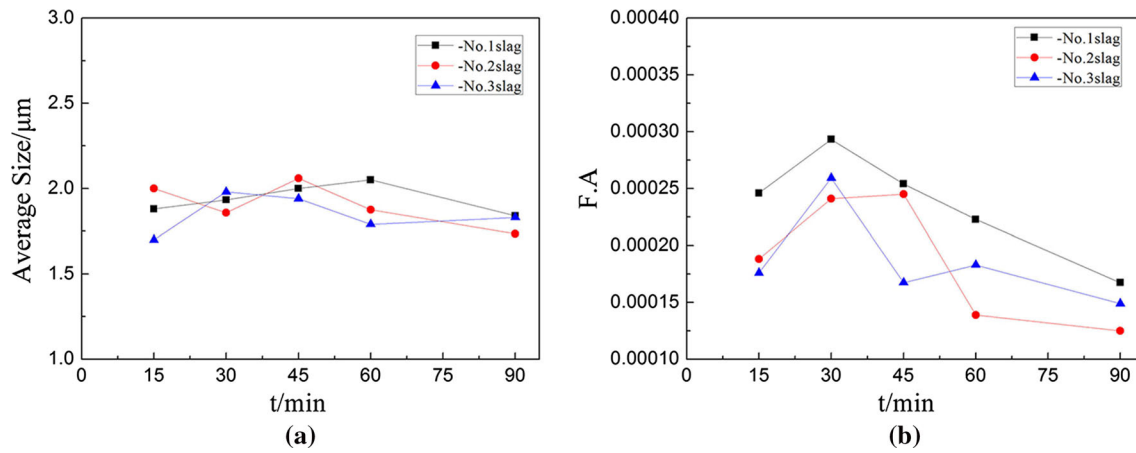 3.0
-No.1slag
-No.2slag
-No.3slag
2.5
2.0
1.5
1.0
Average Size/μm
0 15 30 45 60 75 90
t/min
(a)
0.00040
-No.1slag
-No.2slag
-No.3slag
0.00035
0.00030
0.00025
0.00020
0.00015
0.00010
F.A
0 15 30 45 60 75 90
t/min
(b)